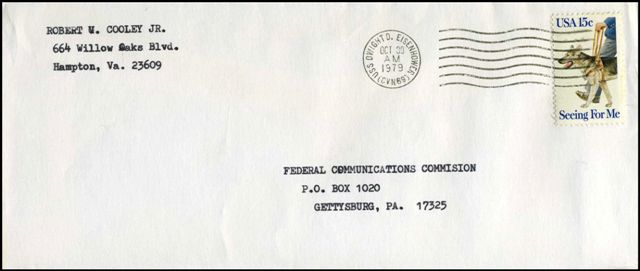 ROBERT W. COOLEY JR.
664 Willow Oaks Blvd.
Hampton, Va. 23609
USS DWIGHT D. EISENHOWER
OCT 30
AM
1979
(CVN69)
USA 15c
Seeing For Me
FEDERAL COMMUNICATIONS COMMISION
P.O. BOX 1020
GETTYSBURG, PA. 17325